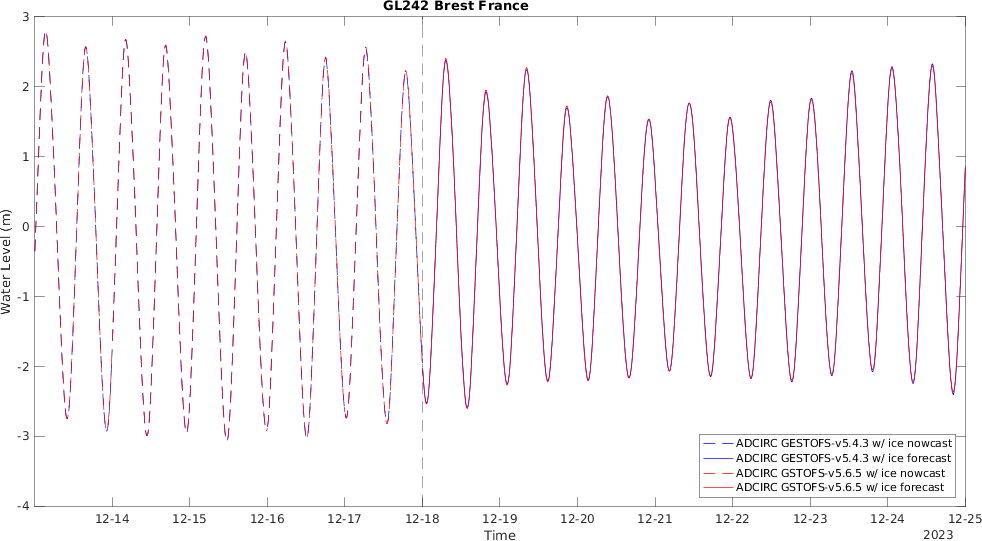 GL242 Brest France
3
2
1
0
-1
-2
-3
-4
Water Level (m)
ADCIRC GESTOFS-v5.4.3 w/ ice nowcast
ADCIRC GESTOFS-v5.4.3 w/ ice forecast
ADCIRC GSTOFS-v5.6.5 w/ ice nowcast
ADCIRC GSTOFS-v5.6.5 w/ ice forecast
12-14 12-15 12-16 12-17 12-18 12-19 12-20 12-21 12-22 12-23 12-24 12-25
Time
2023